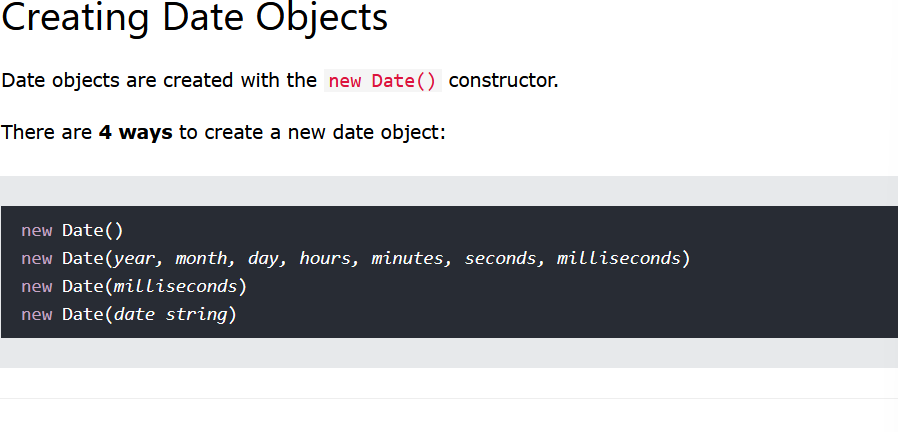 Creating Date Objects
Date objects are created with the new Date() constructor.
There are 4 ways to create a new date object:
new Date()
new Date(year, month, day, hours, minutes, seconds, milliseconds)
new Date(milliseconds)
new Date(date string)